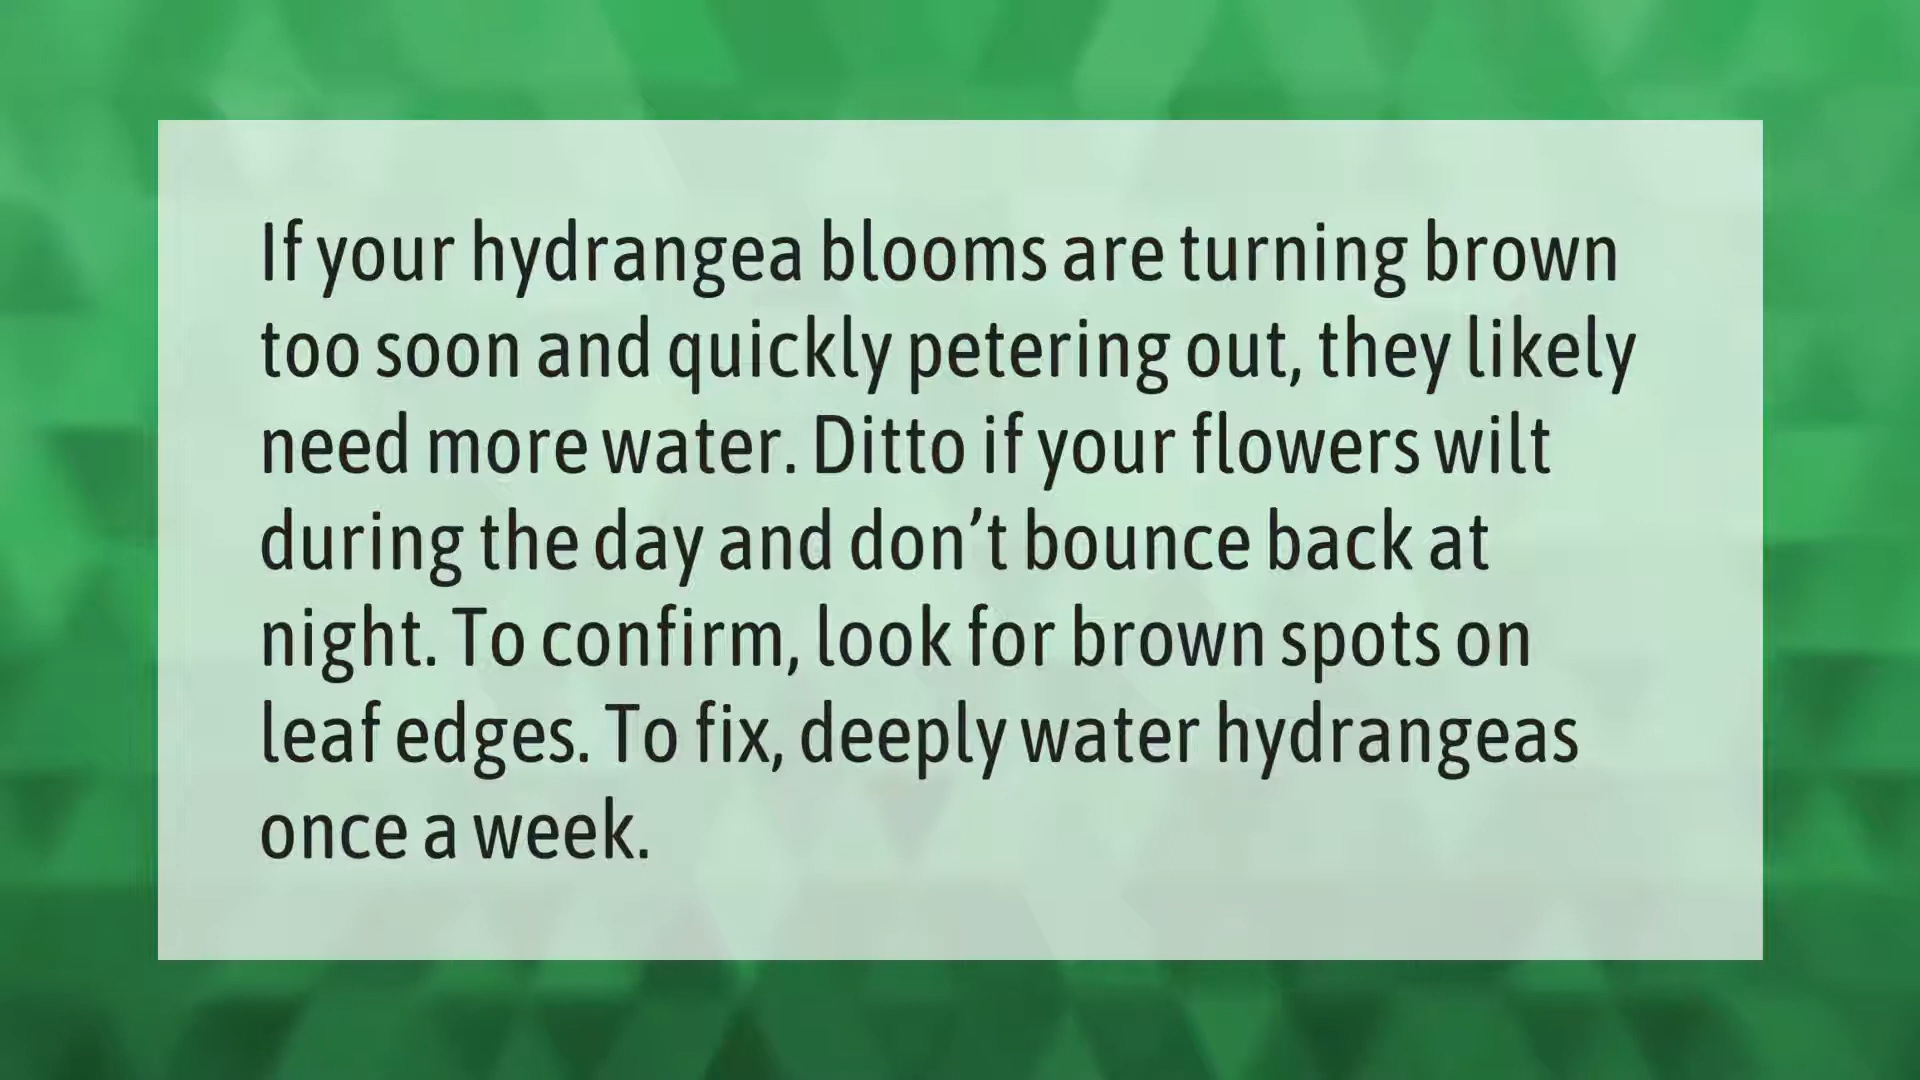 If your hydrangea blooms are turning brown
too soon and quickly petering out, they likely
need more water. Ditto if your flowers wilt
during the day and don’t bounce back at
night. To confirm, look for brown spots on
leaf edges. To fix, deeply water hydrangeas
once a week.